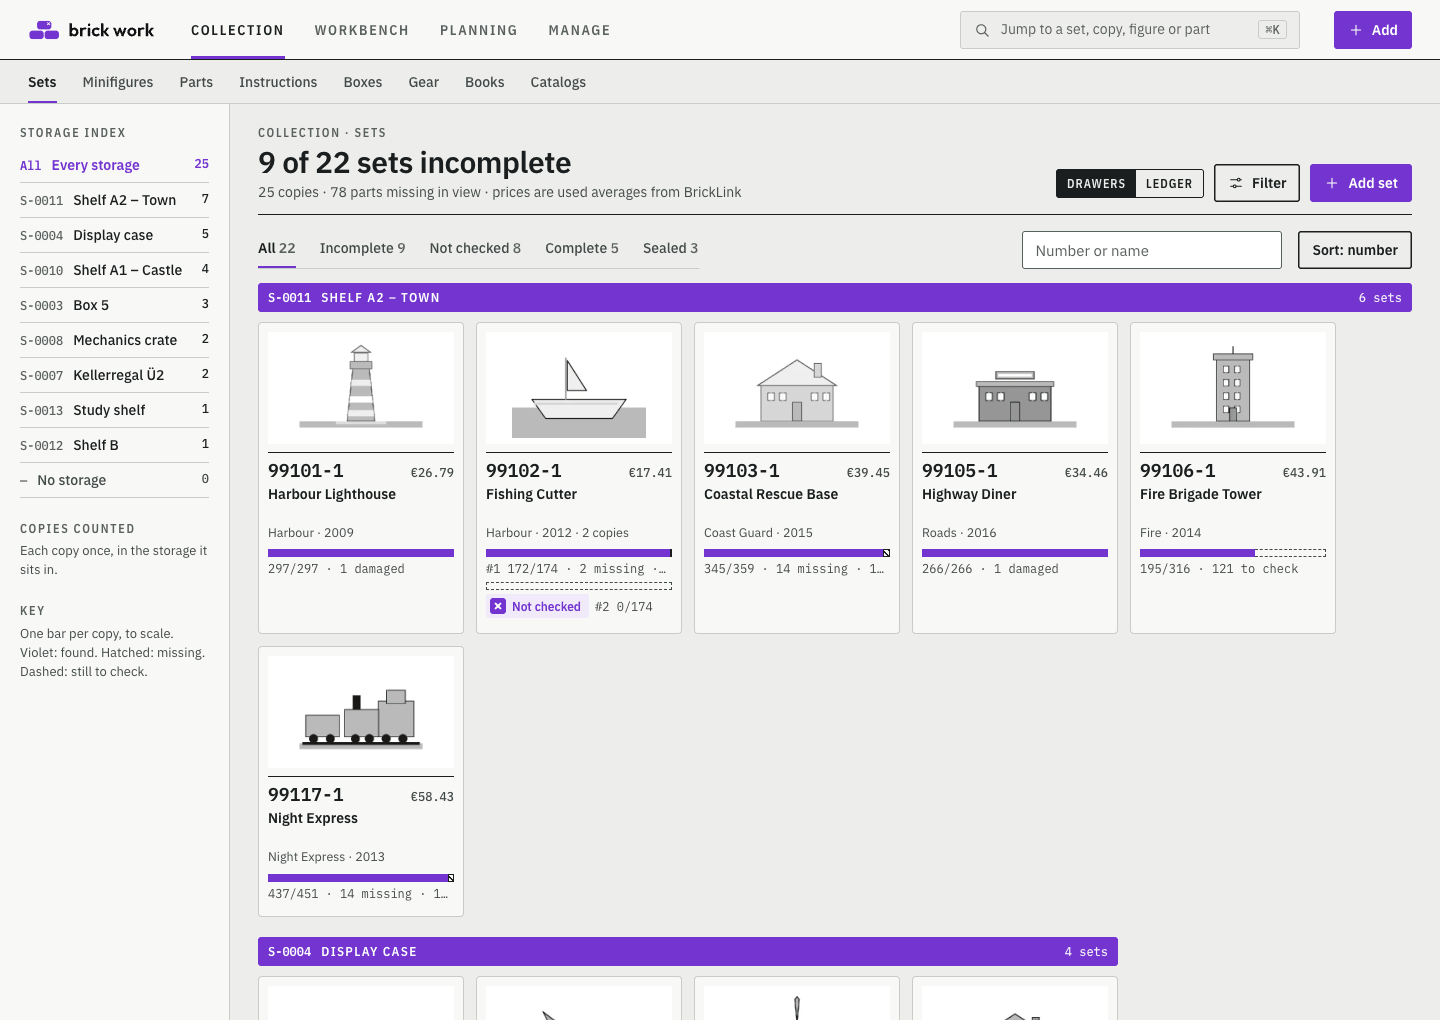 brick work
COLLECTION
WORKBENCH
PLANNING
MANAGE
Jump to a set, copy, figure or part
⌘K
+ Add
Sets
Minifigures
Parts
Instructions
Boxes
Gear
Books
Catalogs
STORAGE INDEX
All Every storage 25
S-0011 Shelf A2 – Town 7
S-0004 Display case 5
S-0010 Shelf A1 – Castle 4
S-0003 Box 5 3
S-0008 Mechanics crate 2
S-0007 Kellerregal Ü2 2
S-0013 Study shelf 1
S-0012 Shelf B 1
– No storage 0
COPIES COUNTED
Each copy once, in the storage it
sits in.
KEY
One bar per copy, to scale.
Violet: found. Hatched: missing.
Dashed: still to check.
COLLECTION · SETS
9 of 22 sets incomplete
25 copies · 78 parts missing in view · prices are used averages from BrickLink
DRAWERS
LEDGER
Filter
+ Add set
All 22
Incomplete 9
Not checked 8
Complete 5
Sealed 3
Number or name
Sort: number
S-0011 SHELF A2 – TOWN 6 sets
99101-1 €26.79
Harbour Lighthouse
Harbour · 2009
297/297 · 1 damaged
99102-1 €17.41
Fishing Cutter
Harbour · 2012 · 2 copies
#1 172/174 · 2 missing ·…
Not checked #2 0/174
99103-1 €39.45
Coastal Rescue Base
Coast Guard · 2015
345/359 · 14 missing · 1…
99105-1 €34.46
Highway Diner
Roads · 2016
266/266 · 1 damaged
99106-1 €43.91
Fire Brigade Tower
Fire · 2014
195/316 · 121 to check
99117-1 €58.43
Night Express
Night Express · 2013
437/451 · 14 missing · 1…
S-0004 DISPLAY CASE 4 sets